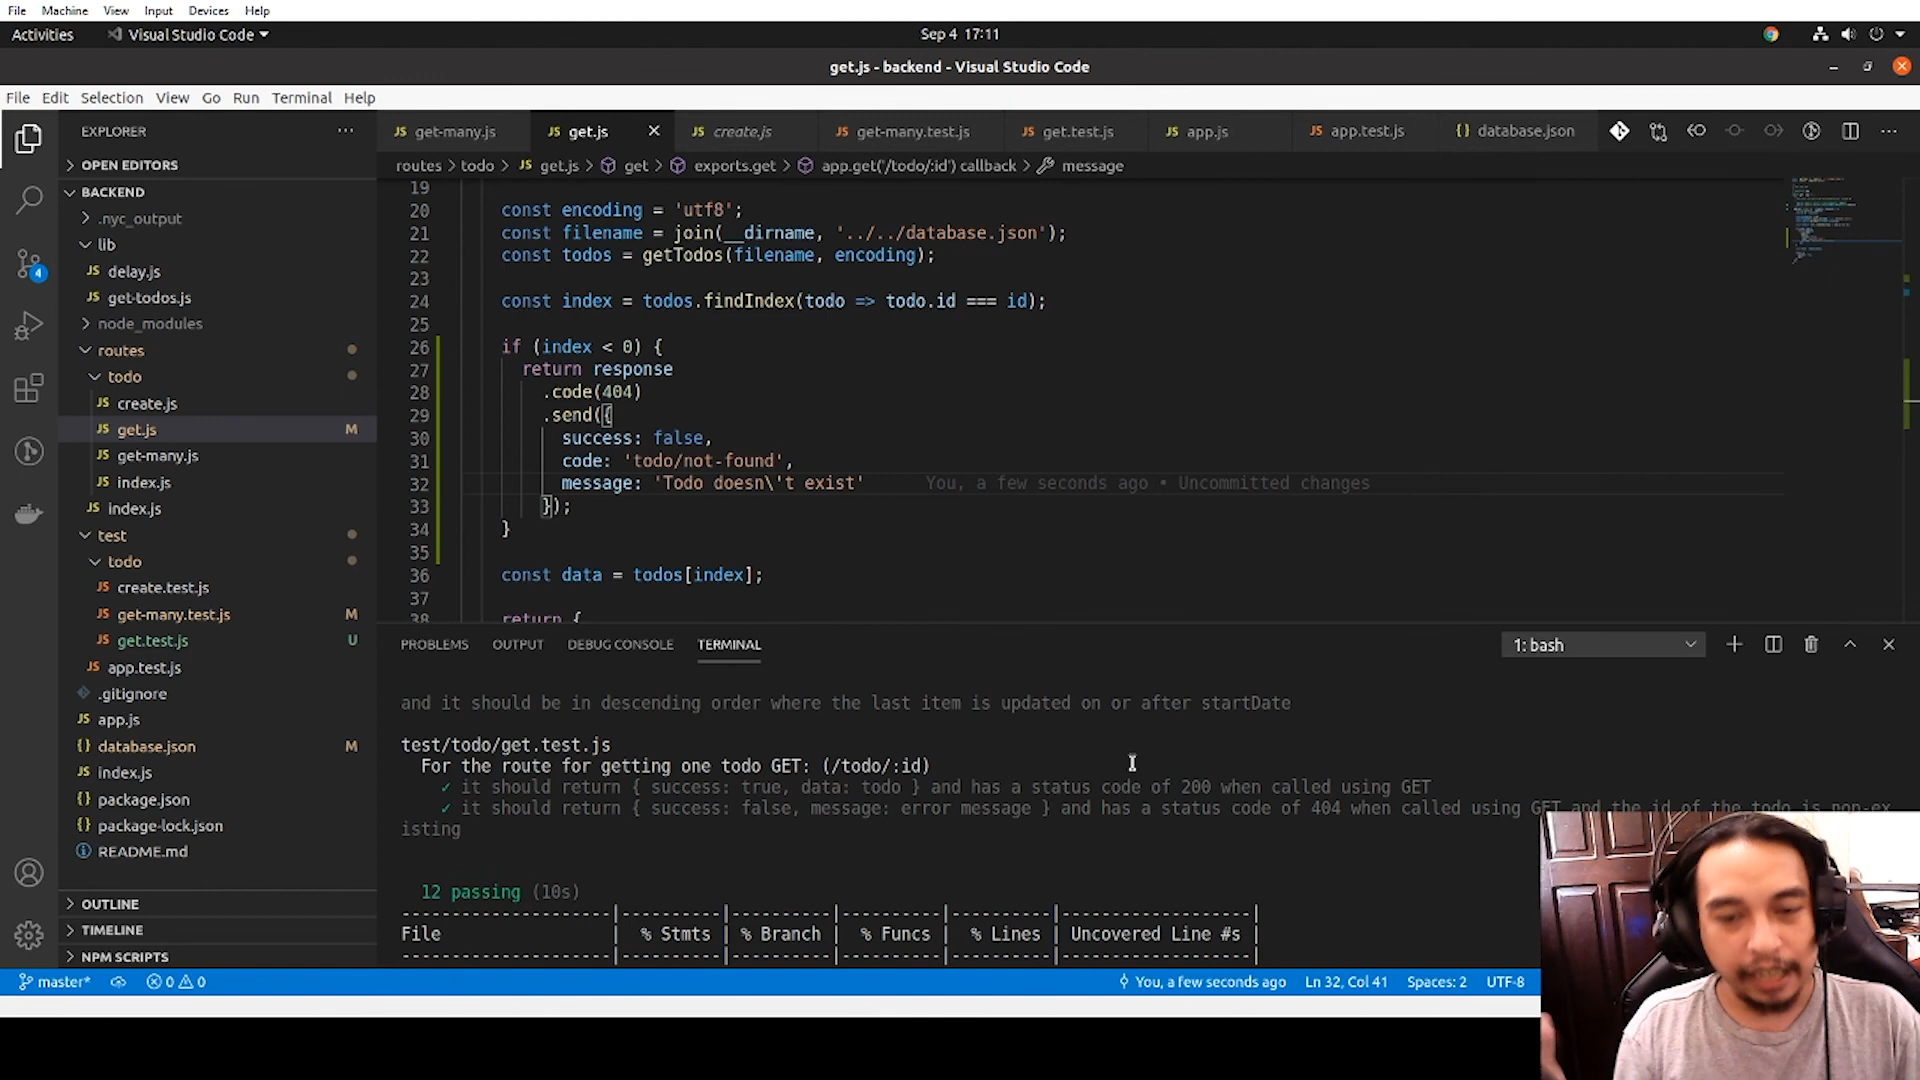 File Machine View Input Devices Help
Activities Visual Studio Code Sep 4 17:11
get.js - backend - Visual Studio Code
File Edit Selection View Go Run Terminal Help
EXPLORER
OPEN EDITORS
BACKEND
.nyc_output
lib
JS delay.js
JS get-todos.js
node_modules
routes
todo
JS create.js
JS get.js M
JS get-many.js
JS index.js
JS index.js
test
todo
JS create.test.js
JS get-many.test.js M
JS get.test.js U
JS app.test.js
.gitignore
JS app.js
{} database.json M
JS index.js
{} package.json
{} package-lock.json
README.md
OUTLINE
TIMELINE
NPM SCRIPTS
4
JS get-many.js JS get.js JS create.js JS get-many.test.js JS get.test.js JS app.js JS app.test.js {} database.json
routes > todo > JS get.js > get > exports.get > app.get('/todo/:id') callback > message
19
20 const encoding = 'utf8';
21 const filename = join(__dirname, '../../database.json');
22 const todos = getTodos(filename, encoding);
23
24 const index = todos.findIndex(todo => todo.id === id);
25
26 if (index < 0) {
27 return response
28 .code(404)
29 .send({
30 success: false,
31 code: 'todo/not-found',
32 message: 'Todo doesn\'t exist' You, a few seconds ago • Uncommitted changes
33 });
34 }
35
36 const data = todos[index];
37
38 return {
PROBLEMS OUTPUT DEBUG CONSOLE TERMINAL 1: bash
and it should be in descending order where the last item is updated on or after startDate
test/todo/get.test.js
For the route for getting one todo GET: (/todo/:id)
✓ it should return { success: true, data: todo } and has a status code of 200 when called using GET
✓ it should return { success: false, message: error message } and has a status code of 404 when called using GET and the id of the todo is non-ex
isting
12 passing (10s)
File | % Stmts | % Branch | % Funcs | % Lines | Uncovered Line #s |
master* 0 0 You, a few seconds ago Ln 32, Col 41 Spaces: 2 UTF-8